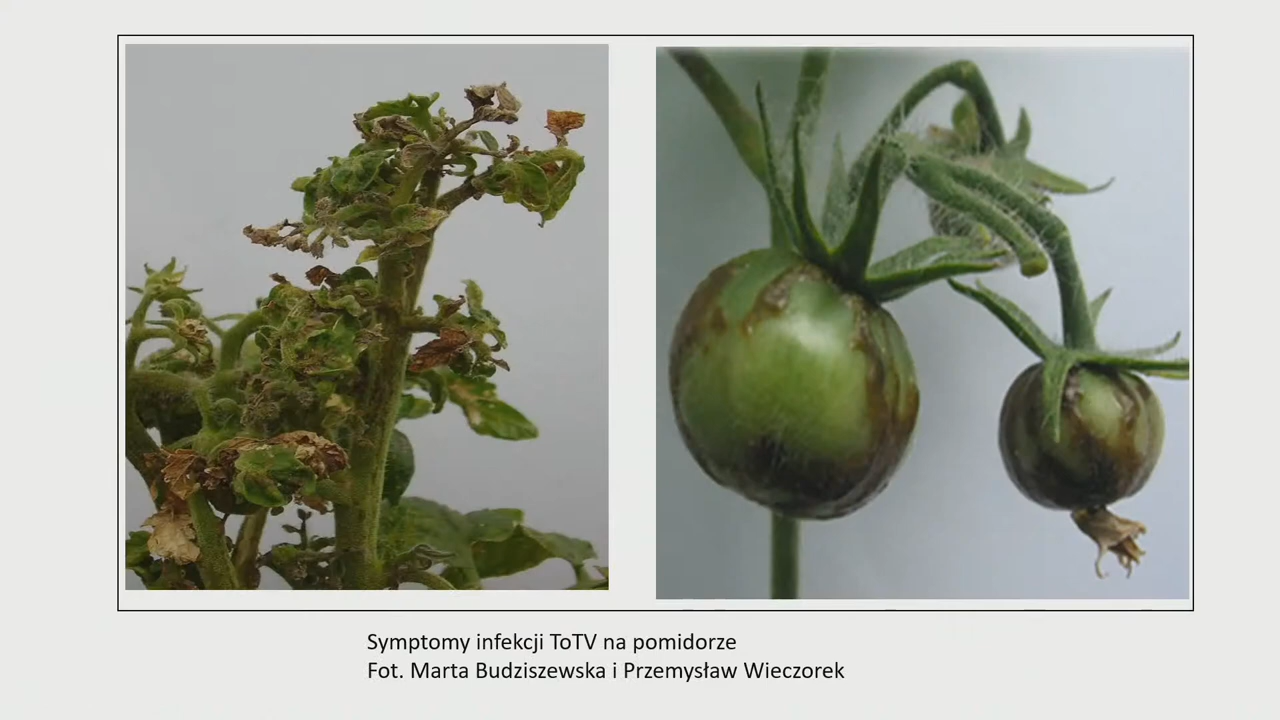 Symptomy infekcji ToTV na pomidorze
Fot. Marta Budziszewska i Przemysław Wieczorek